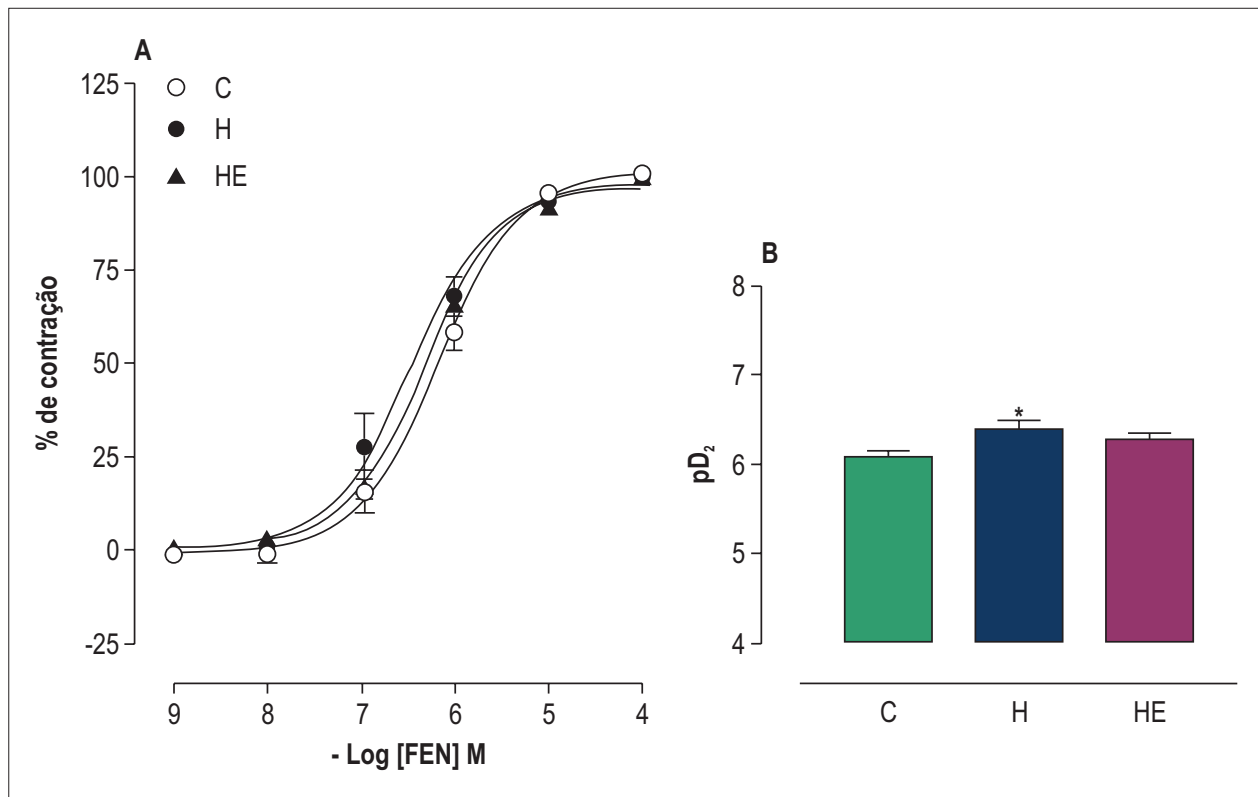 A
125
100
75
50
25
0
-25
C
H
HE
% de contração
9 8 7 6 5 4
- Log [FEN] M
B
8
7
6
5
4
pD₂
*
C H HE